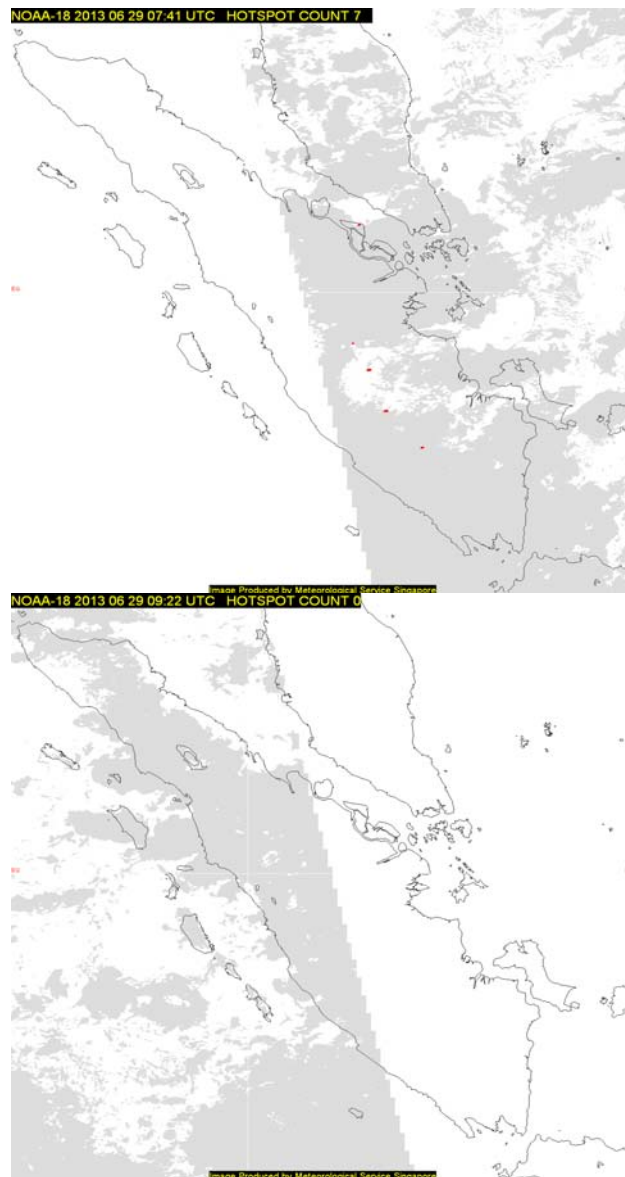 NOAA-18 2013 06 29 07:41 UTC HOTSPOT COUNT 7
Image Produced by Meteorological Service Singapore
NOAA-18 2013 06 29 09:22 UTC HOTSPOT COUNT 0
Image Produced by Meteorological Service Singapore